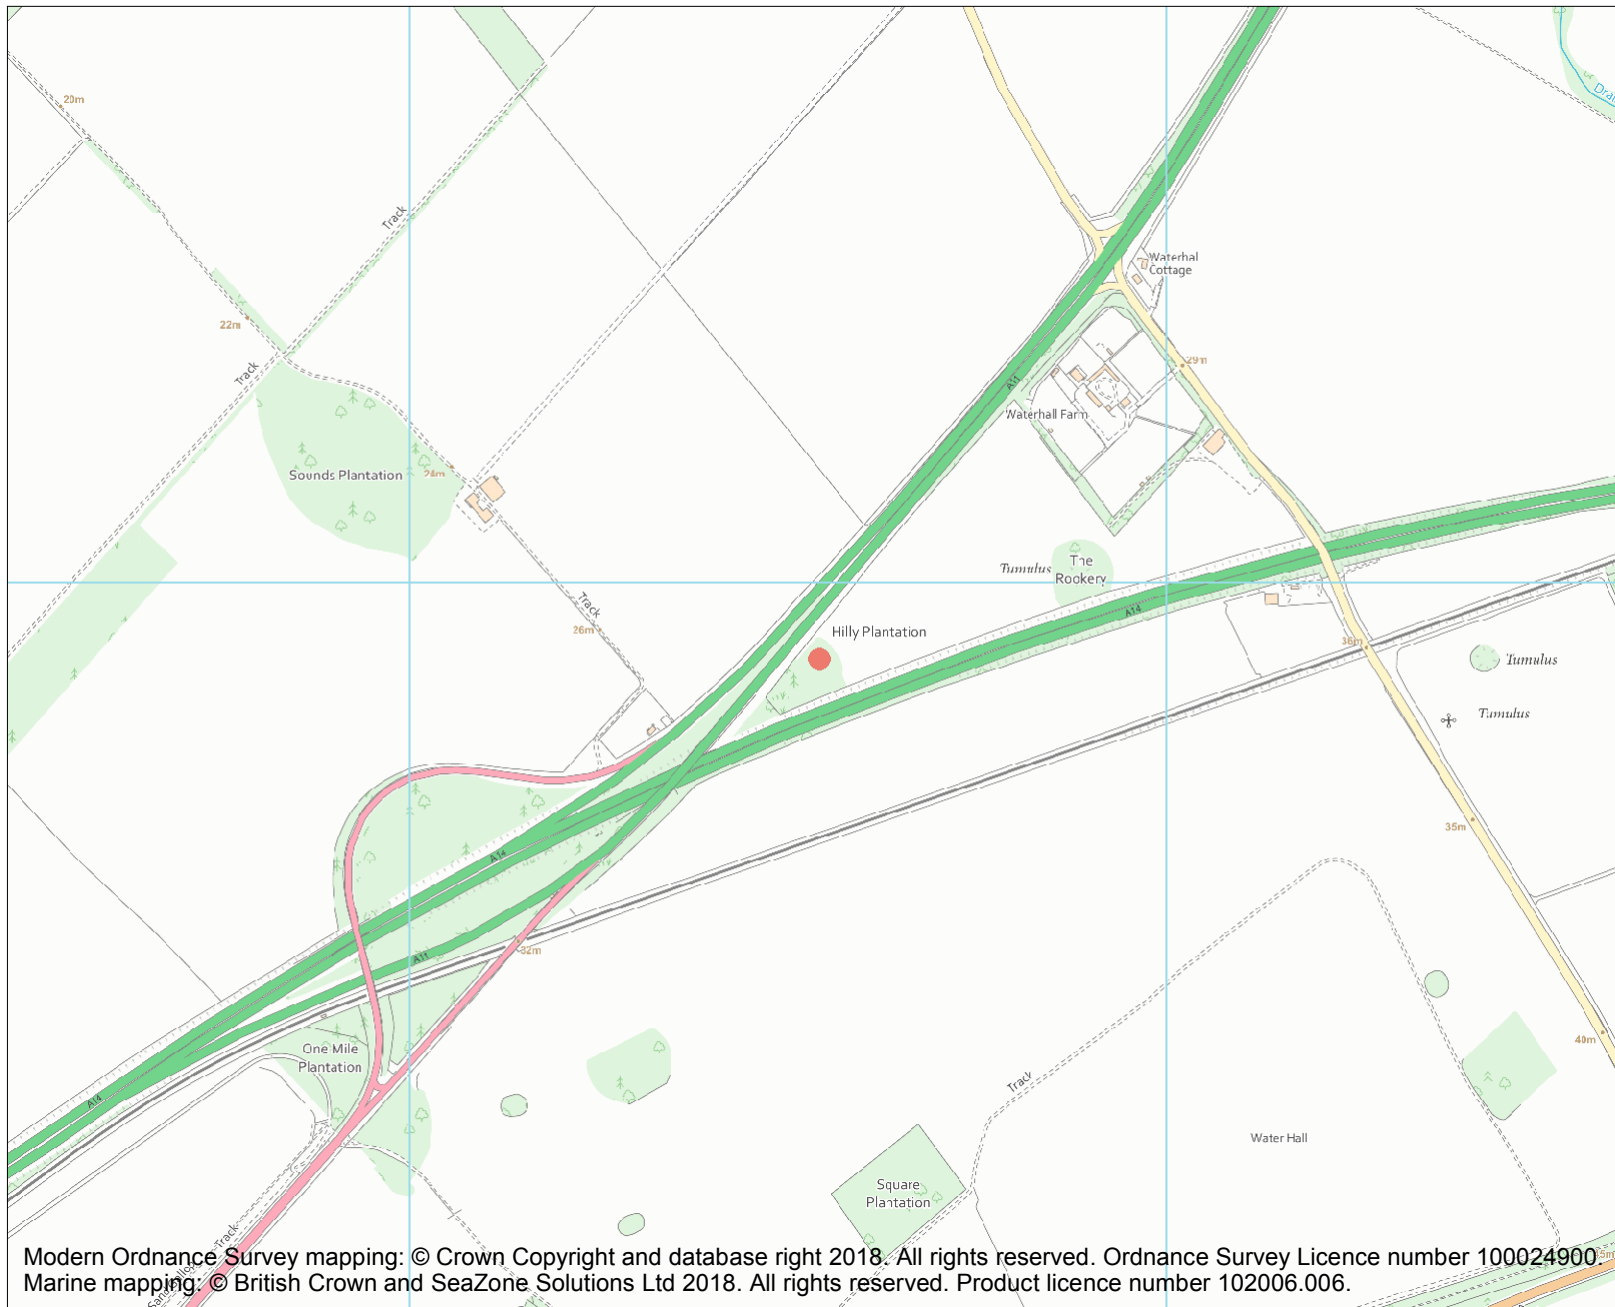 20m
Track
Drai
Waterhal
Cottage
22m
29m
Track
A11
Waterhall Farm
Sounds Plantation
24m
Tumulus
The
Rookery
Track
A14
26m
Hilly Plantation
36m
Tumulus
Tumulus
35m
A14
32m
A11
40m
One Mile
Plantation
Track
A14
Water Hall
Square
Plantation
Track
Modern Ordnance Survey mapping: © Crown Copyright and database right 2018. All rights reserved. Ordnance Survey Licence number 100024900.
Marine mapping: © British Crown and SeaZone Solutions Ltd 2018. All rights reserved. Product licence number 102006.006.